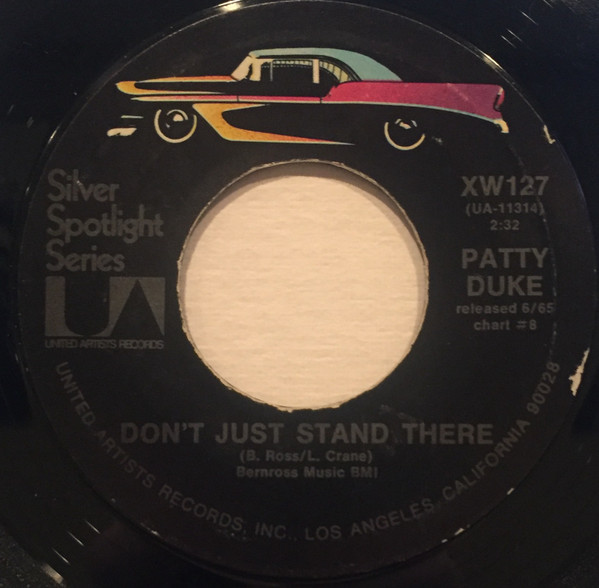 Silver
Spotlight
Series
UA
UNITED ARTISTS RECORDS
XW127
(UA-11314)
2:32
PATTY
DUKE
released 6/65
chart #8
DON'T JUST STAND THERE
(B. Ross/L. Crane)
Bernross Music BMI
UNITED ARTISTS RECORDS, INC., LOS ANGELES, CALIFORNIA 90028